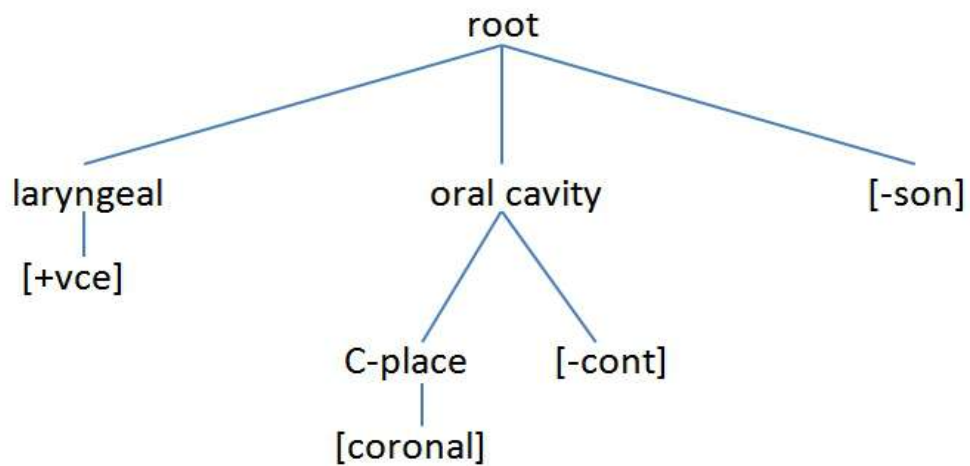 root
laryngeal
oral cavity
[-son]
[+vce]
C-place
[-cont]
[coronal]